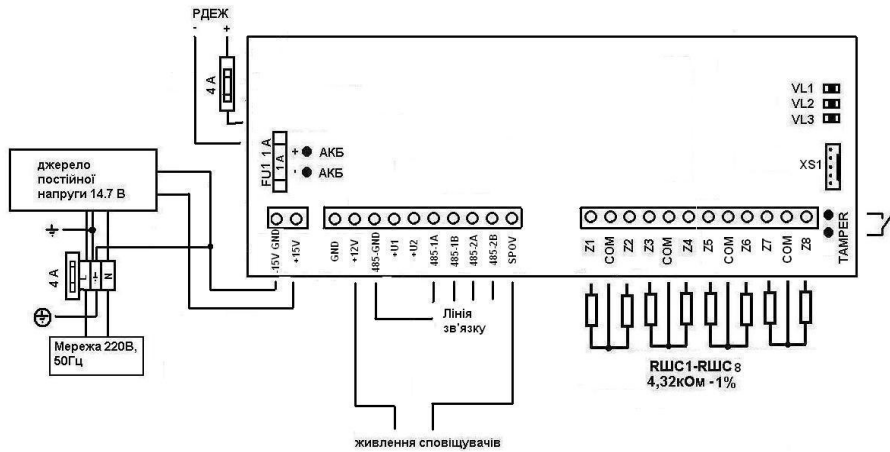 РДЕЖ
- +
4 А
VL1
VL2
VL3
FU1 1 А
1 А
+ АКБ
- АКБ
XS1
джерело
постійної
напруги 14.7 В
-15V GND
+15V
GND
+12V
485-GND
+U1
+U2
485-1A
485-1B
485-2A
485-2B
SPOV
Z1
COM
Z2
Z3
COM
Z4
Z5
COM
Z6
Z7
COM
Z8
TAMPER
4 А
L
N
Мережа 220В,
50Гц
Лінія
зв'язку
RШС1-RШС 8
4,32кОм -1%
живлення сповіщувачів